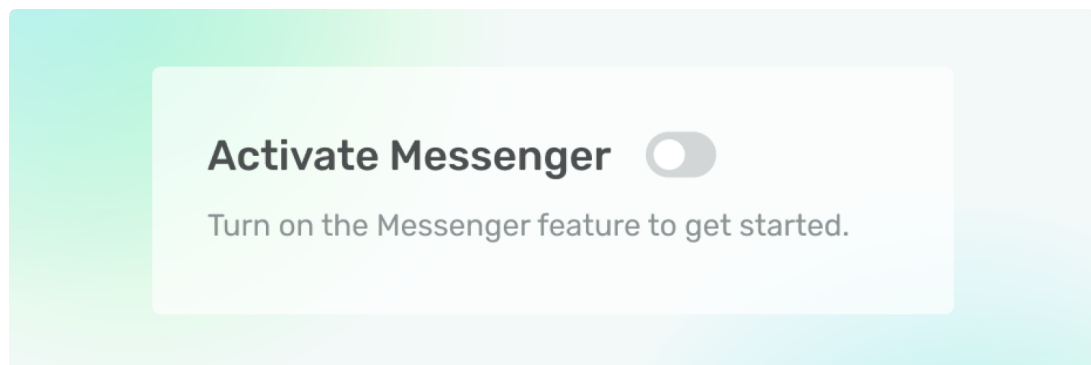 Activate Messenger
Turn on the Messenger feature to get started.